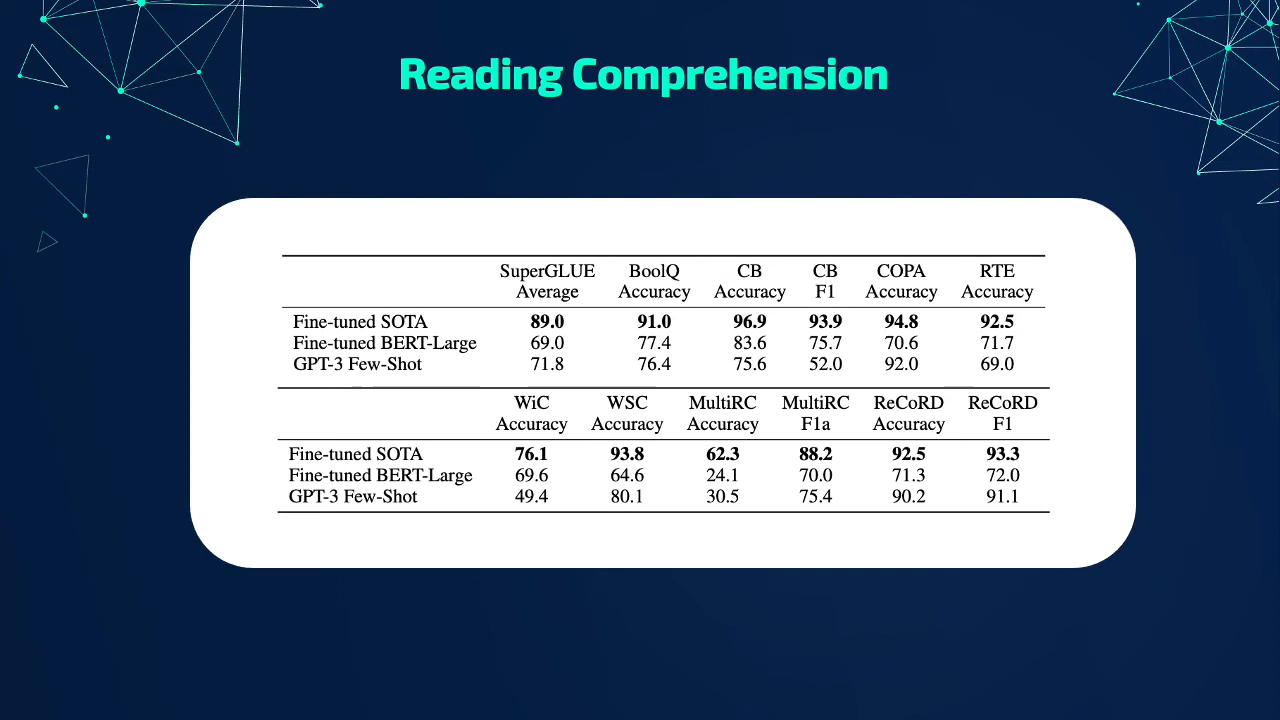 Reading Comprehension
SuperGLUE BoolQ CB CB COPA RTE
Average Accuracy Accuracy F1 Accuracy Accuracy
Fine-tuned SOTA 89.0 91.0 96.9 93.9 94.8 92.5
Fine-tuned BERT-Large 69.0 77.4 83.6 75.7 70.6 71.7
GPT-3 Few-Shot 71.8 76.4 75.6 52.0 92.0 69.0
WiC WSC MultiRC MultiRC ReCoRD ReCoRD
Accuracy Accuracy Accuracy F1a Accuracy F1
Fine-tuned SOTA 76.1 93.8 62.3 88.2 92.5 93.3
Fine-tuned BERT-Large 69.6 64.6 24.1 70.0 71.3 72.0
GPT-3 Few-Shot 49.4 80.1 30.5 75.4 90.2 91.1